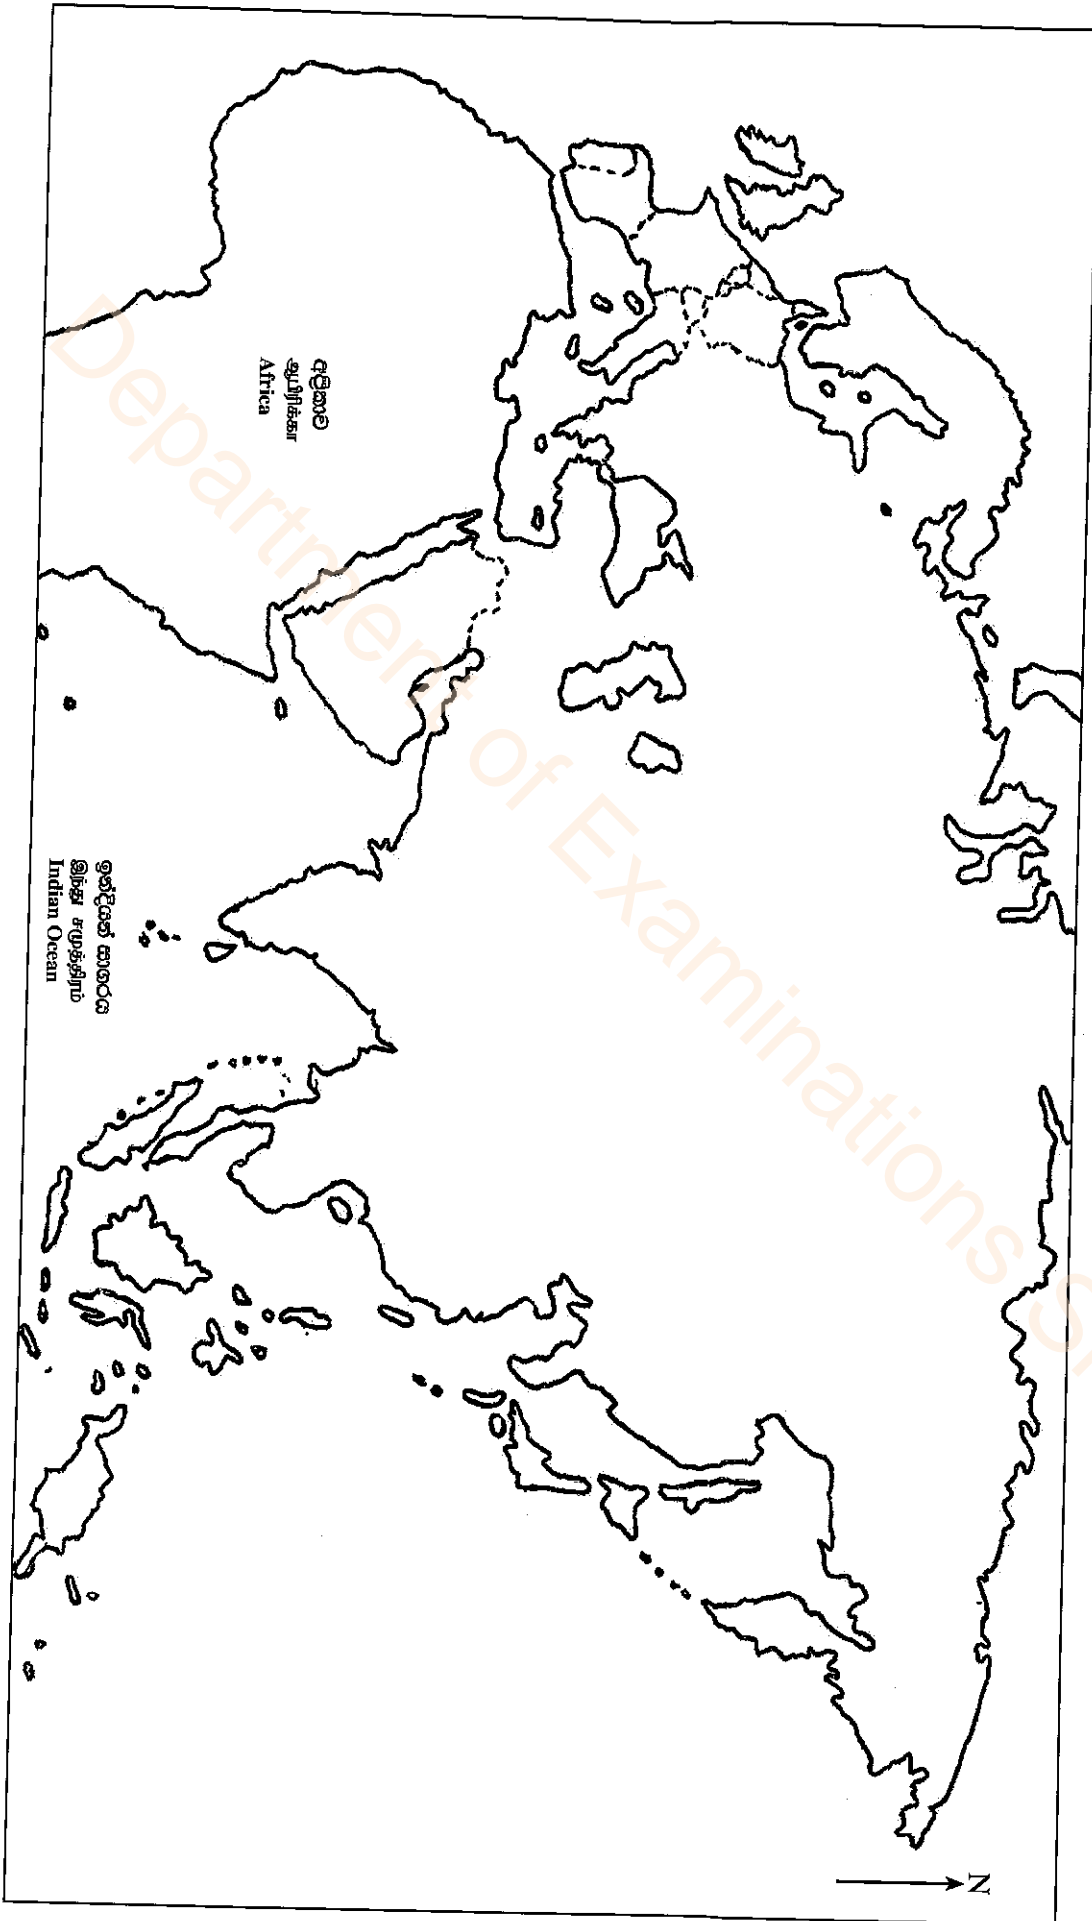 අප්‍රිකාව
ஆபிரிக்கா
Africa
ඉන්දියන් සාගරය
இந்து சமுத்திரம்
Indian Ocean
N
Department of Examinations